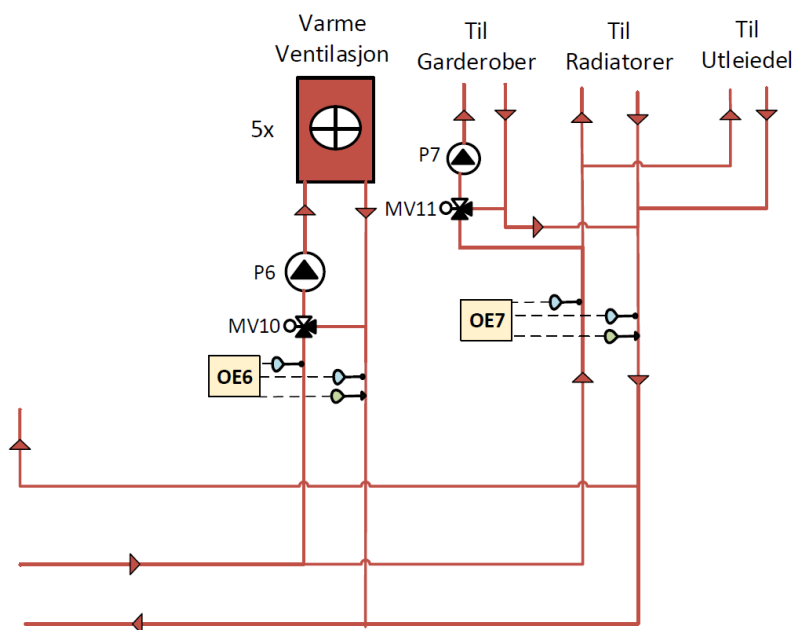 Varme
Ventilasjon
Til
Garderober
Til
Radiatorer
Til
Utleiedel
5x
P7
MV11
P6
MV10
OE7
OE6